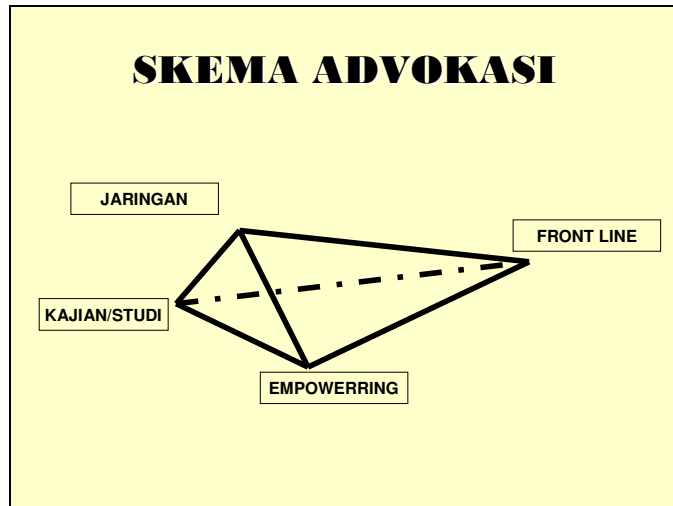 SKEMA ADVOKASI
JARINGAN
FRONT LINE
KAJIAN/STUDI
EMPOWERRING